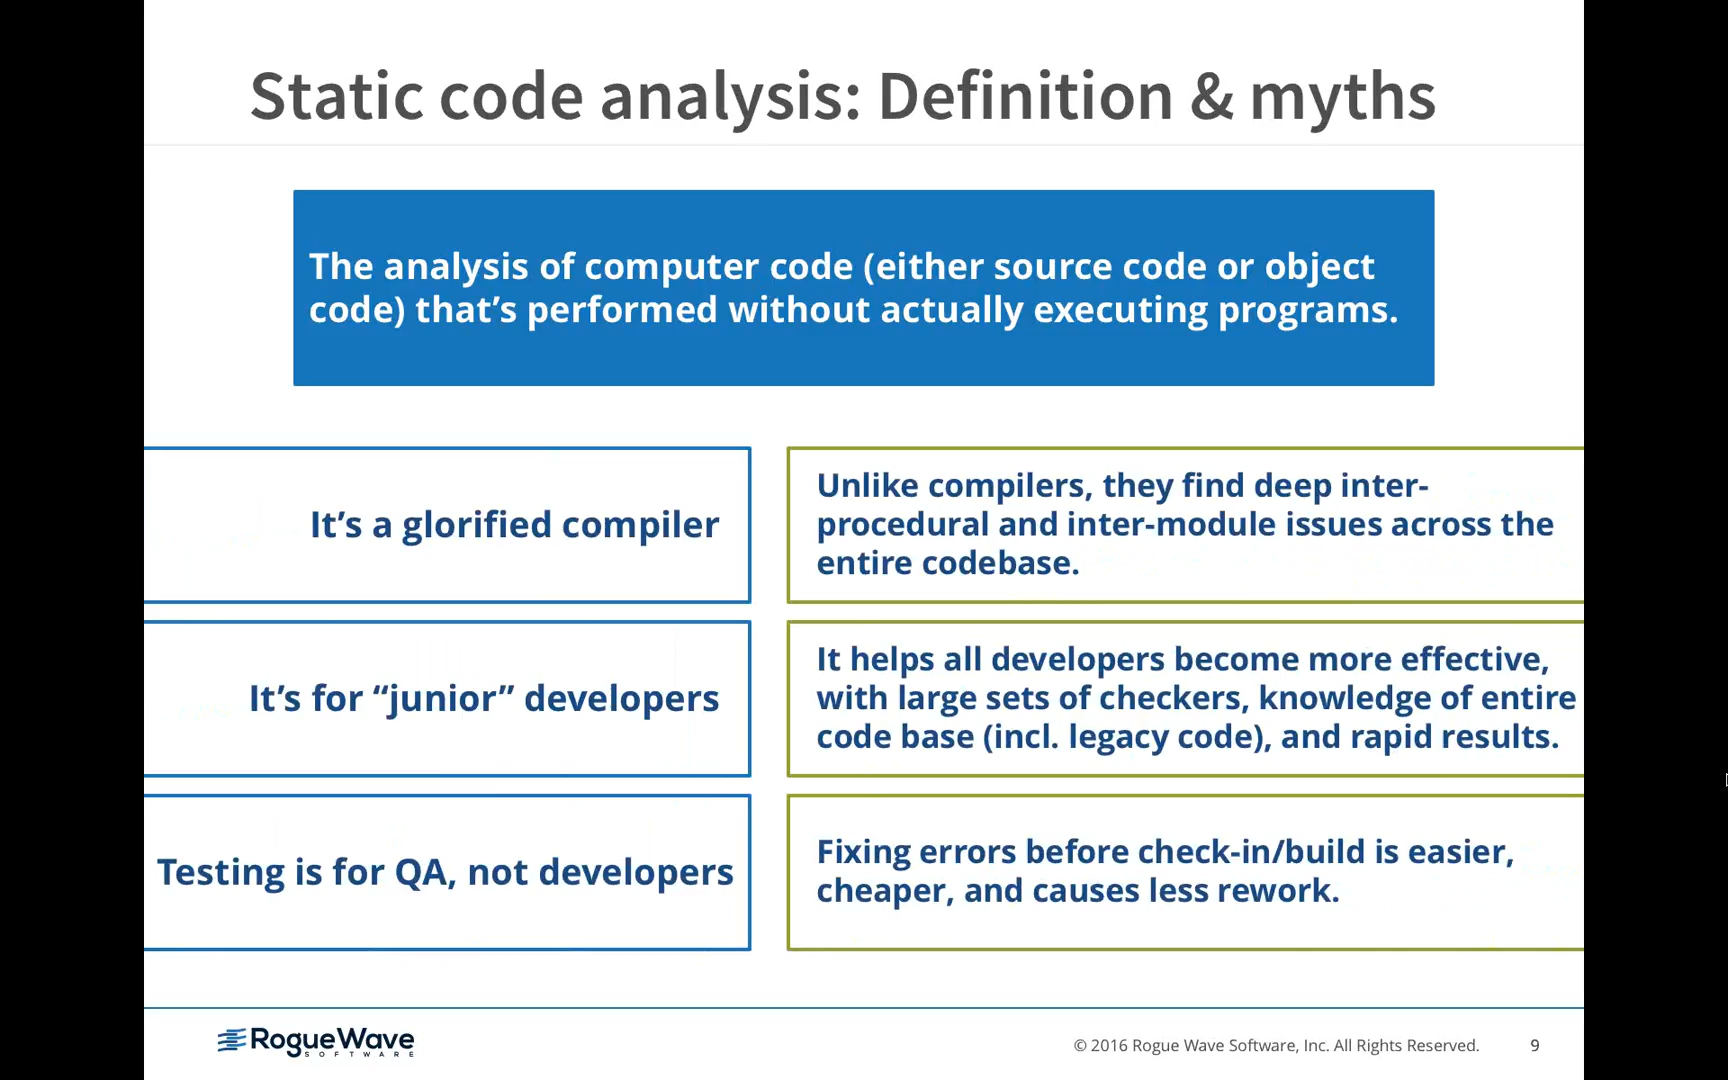 Static code analysis: Definition & myths
The analysis of computer code (either source code or object
code) that’s performed without actually executing programs.
It’s a glorified compiler
Unlike compilers, they find deep inter-
procedural and inter-module issues across the
entire codebase.
It’s for “junior” developers
It helps all developers become more effective,
with large sets of checkers, knowledge of entire
code base (incl. legacy code), and rapid results.
Testing is for QA, not developers
Fixing errors before check-in/build is easier,
cheaper, and causes less rework.
RogueWave
SOFTWARE
© 2016 Rogue Wave Software, Inc. All Rights Reserved.
9